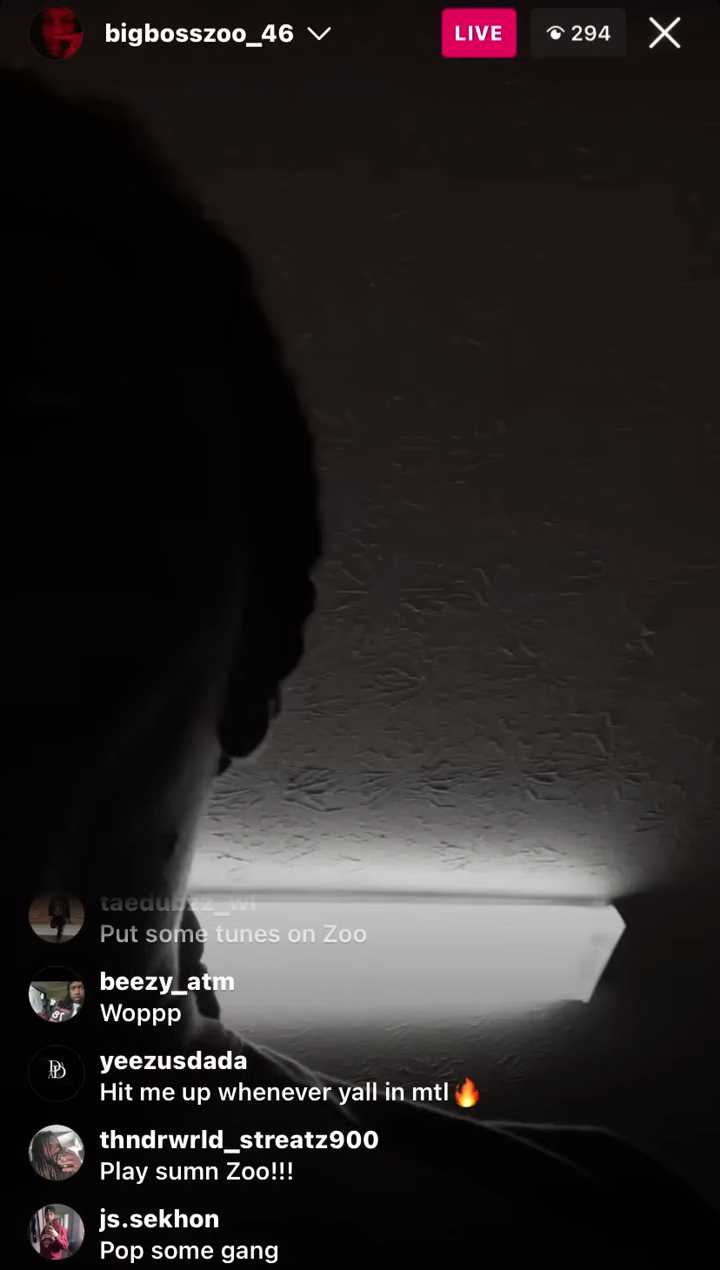 bigbosszoo_46
LIVE
294
taedubzz_wl
Put some tunes on Zoo
beezy_atm
Woppp
yeezusdada
Hit me up whenever yall in mtl🔥
thndrwrld_streatz900
Play sumn Zoo!!!
js.sekhon
Pop some gang